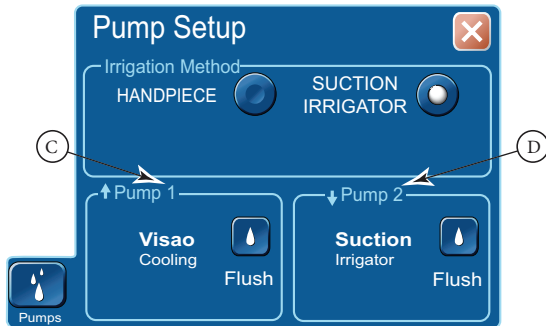 Pump Setup
Irrigation Method
HANDPIECE
SUCTION
IRRIGATOR
C
D
Pump 1
Pump 2
Visao
Cooling
Flush
Suction
Irrigator
Flush
Pumps